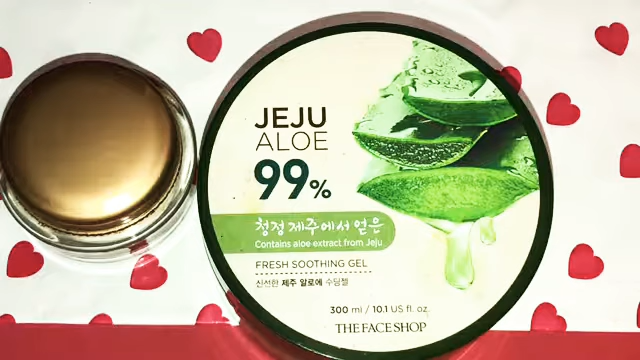 JEJU
ALOE
99%
청정 제주에서 얻은
Contains aloe extract from Jeju
FRESH SOOTHING GEL
신선한 제주 알로에 수딩젤
300 ml / 10.1 US fl. oz.
THE FACE SHOP